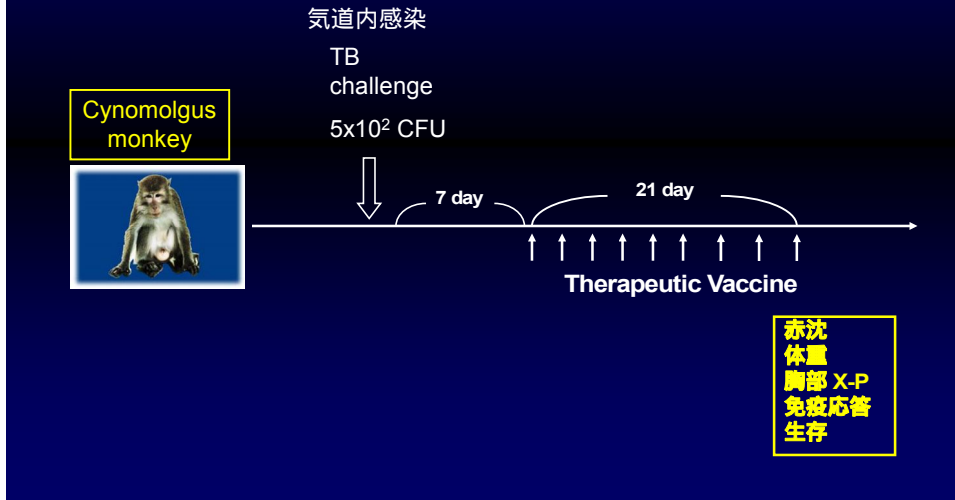 気道内感染
TB
challenge
5x10² CFU
Cynomolgus
monkey
7 day
21 day
Therapeutic Vaccine
赤沈
体重
胸部 X-P
免疫応答
生存